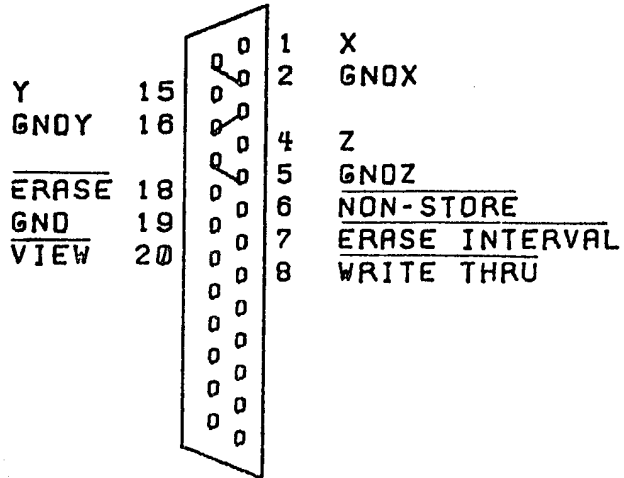 1 X
2 GNDX
Y 15
GNDY 16
4 Z
5 GNDZ
ERASE 18
6 NON-STORE
GND 19
7 ERASE INTERVAL
VIEW 20
8 WRITE THRU